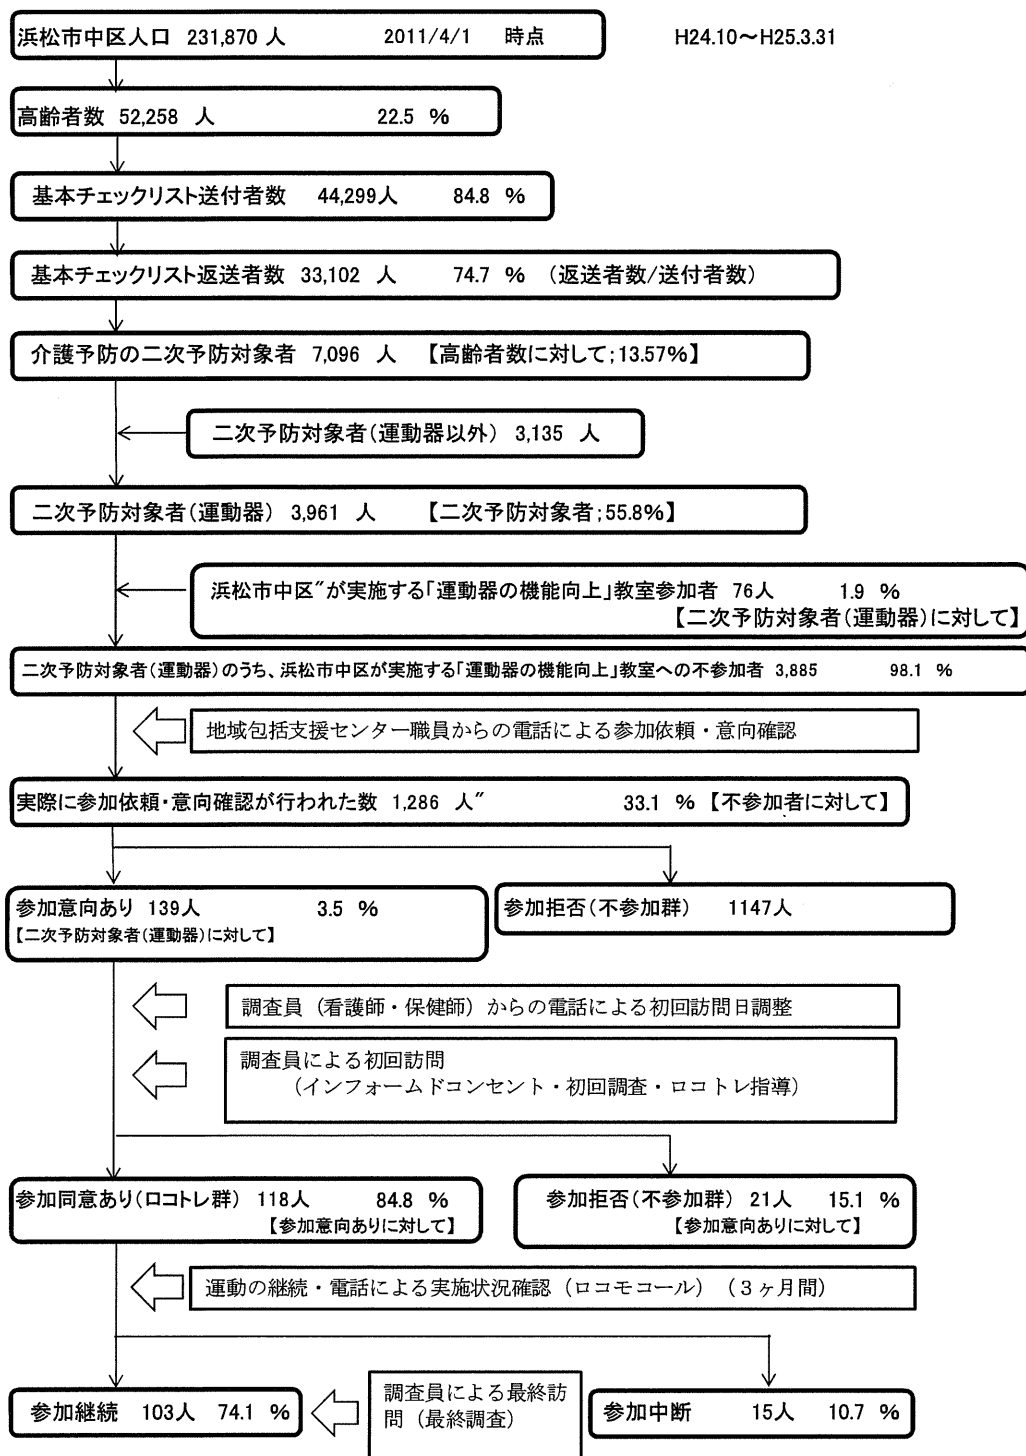 浜松市中区人口 231,870 人 2011/4/1 時点 H24.10～H25.3.31
高齢者数 52,258 人 22.5 %
基本チェックリスト送付者数 44,299人 84.8 %
基本チェックリスト返送者数 33,102 人 74.7 % (返送者数/送付者数)
介護予防の二次予防対象者 7,096 人 【高齢者数に対して;13.57%】
二次予防対象者(運動器以外) 3,135 人
二次予防対象者(運動器) 3,961 人 【二次予防対象者;55.8%】
浜松市中区"が実施する「運動器の機能向上」教室参加者 76人 1.9 %
【二次予防対象者(運動器)に対して】
二次予防対象者(運動器)のうち、浜松市中区が実施する「運動器の機能向上」教室への不参加者 3,885 98.1 %
地域包括支援センター職員からの電話による参加依頼・意向確認
実際に参加依頼・意向確認が行われた数 1,286 人" 33.1 % 【不参加者に対して】
参加意向あり 139人 3.5 %
【二次予防対象者(運動器)に対して】
参加拒否(不参加群) 1147人
調査員（看護師・保健師）からの電話による初回訪問日調整
調査員による初回訪問
（インフォームドコンセント・初回調査・ロコトレ指導）
参加同意あり(ロコトレ群) 118人 84.8 %
【参加意向ありに対して】
参加拒否(不参加群) 21人 15.1 %
【参加意向ありに対して】
運動の継続・電話による実施状況確認（ロコモコール）（３ヶ月間）
参加継続 103人 74.1 %
調査員による最終訪
問（最終調査）
参加中断 15人 10.7 %